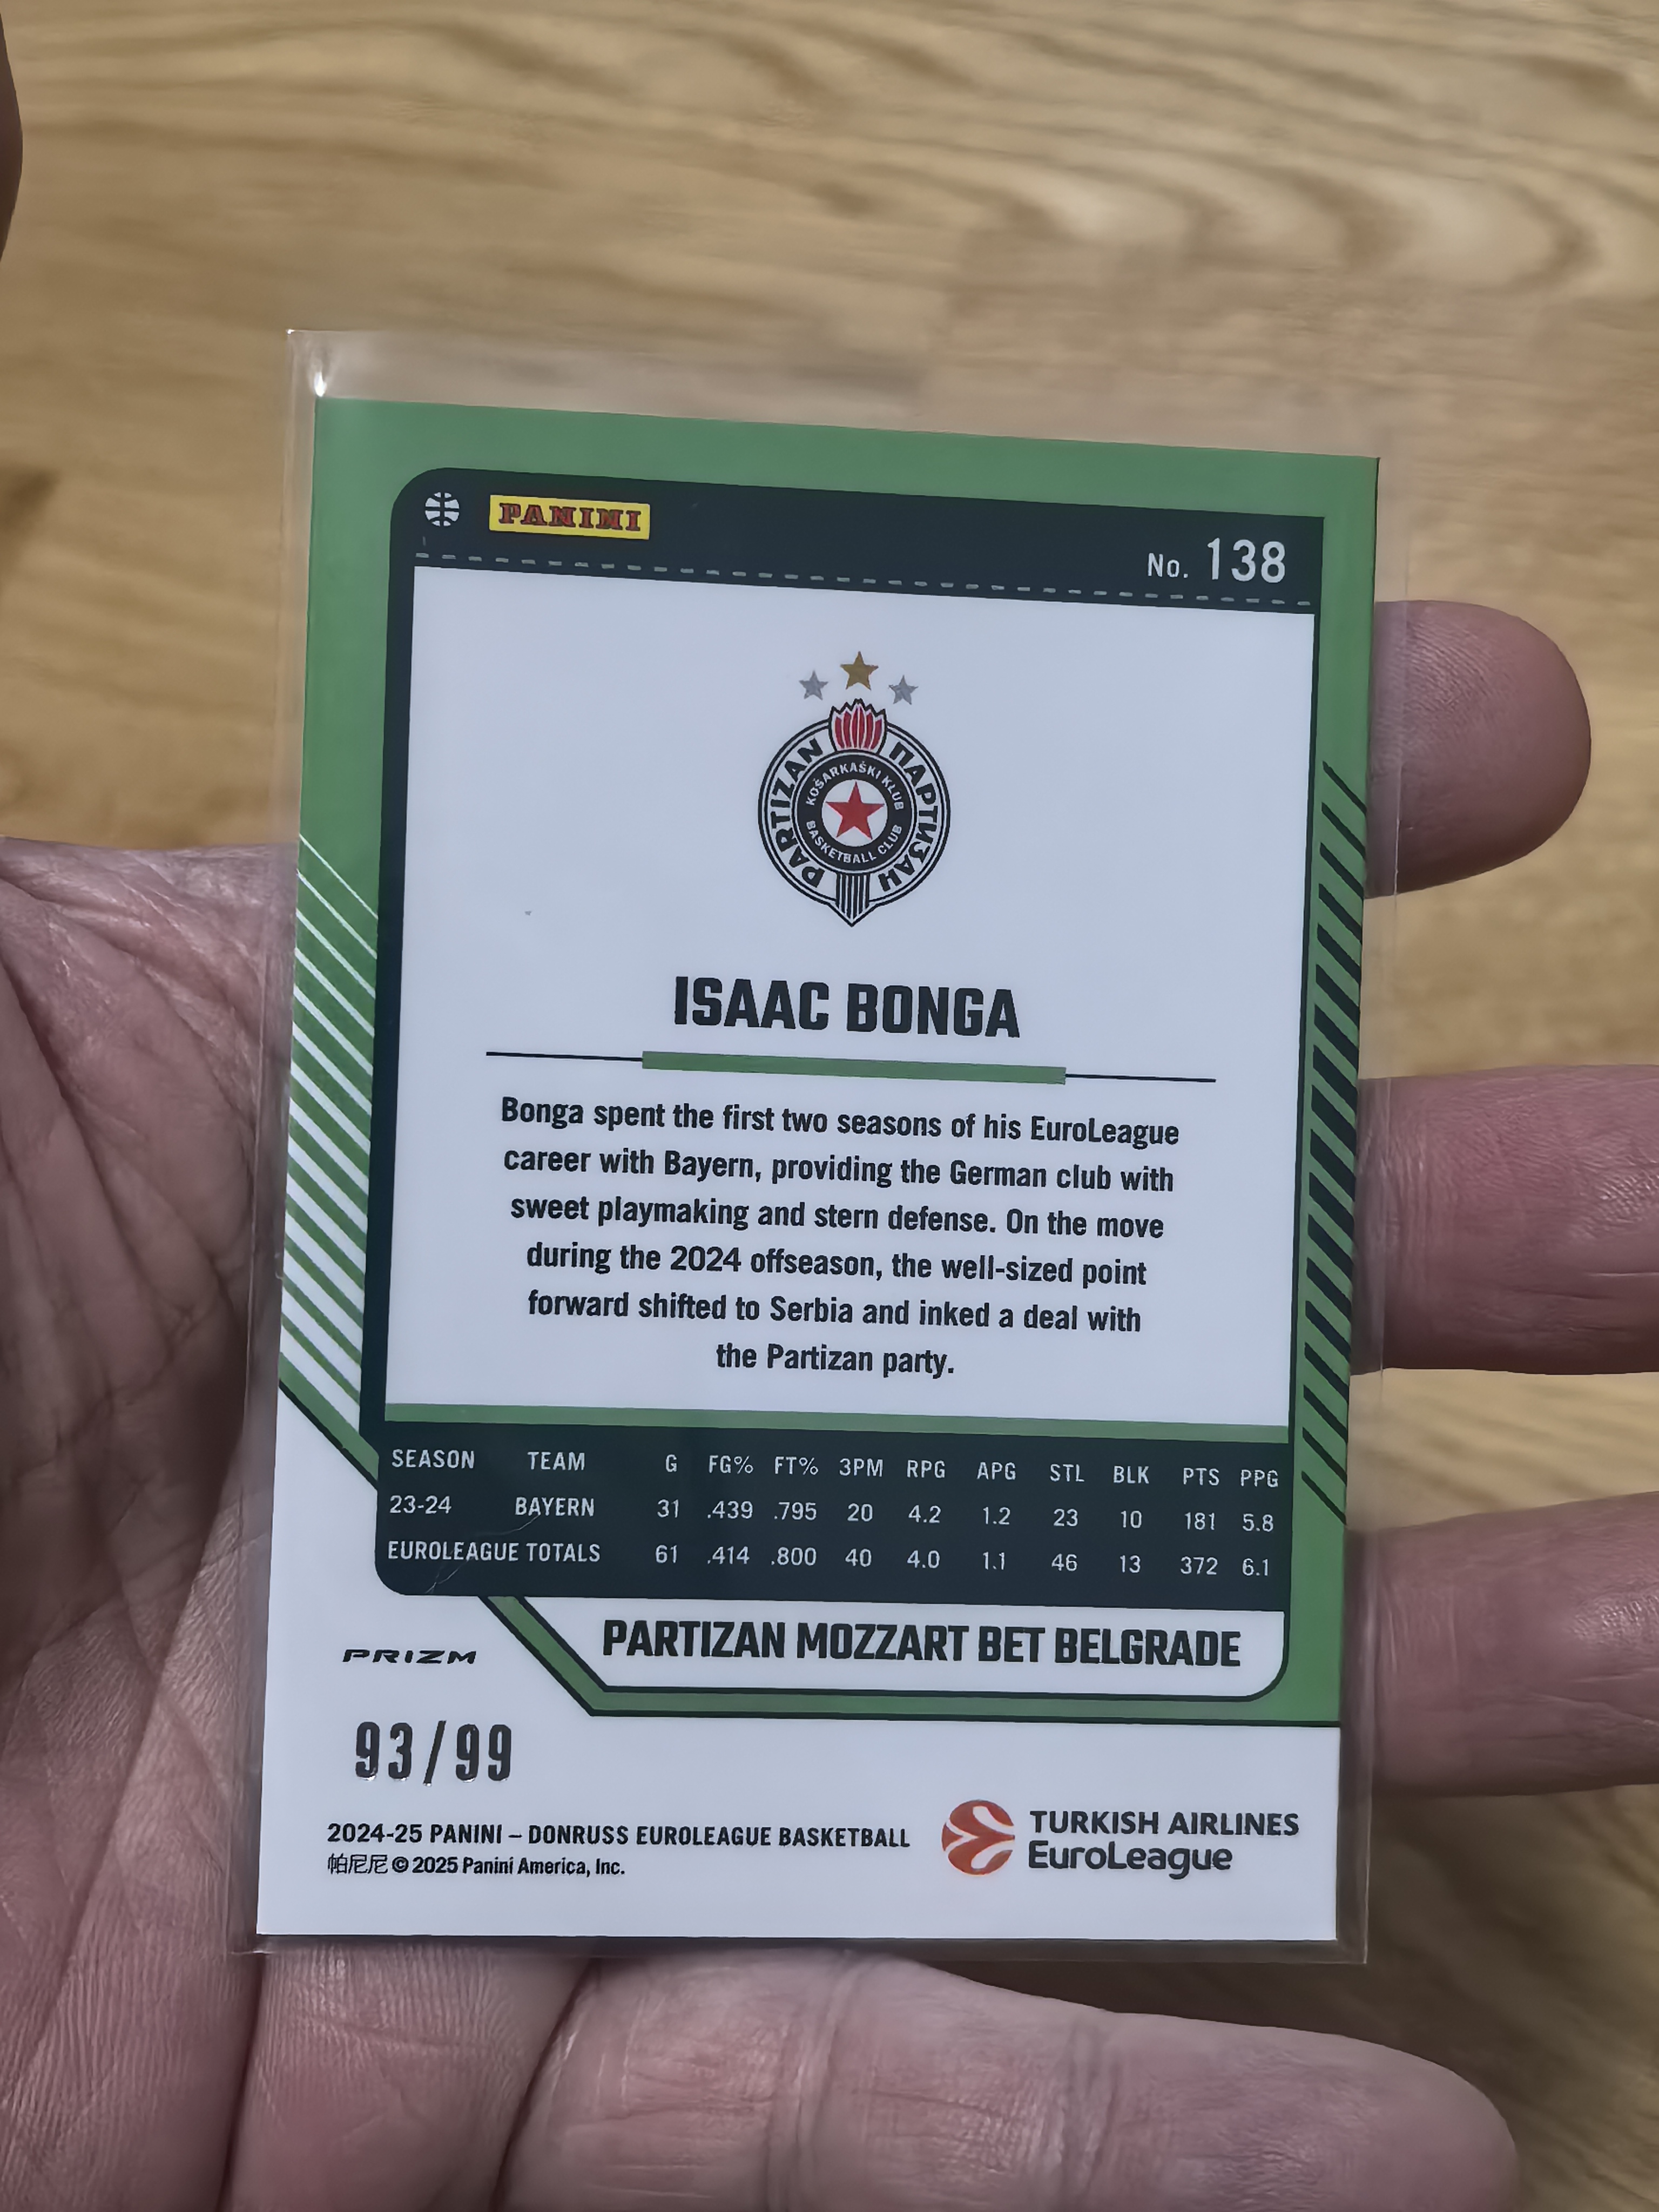 PANINI
No. 138
PARTIZAN ПАРТИЗАН
KOŠARKAŠKI KLUB
BASKETBALL CLUB
ISAAC BONGA
Bonga spent the first two seasons of his EuroLeague
career with Bayern, providing the German club with
sweet playmaking and stern defense. On the move
during the 2024 offseason, the well-sized point
forward shifted to Serbia and inked a deal with
the Partizan party.
SEASON TEAM G FG% FT% 3PM RPG APG STL BLK PTS PPG
23-24 BAYERN 31 .439 .795 20 4.2 1.2 23 10 181 5.8
EUROLEAGUE TOTALS 61 .414 .800 40 4.0 1.1 46 13 372 6.1
PARTIZAN MOZZART BET BELGRADE
PRIZM
93/99
2024-25 PANINI – DONRUSS EUROLEAGUE BASKETBALL
帕尼尼 © 2025 Panini America, Inc.
TURKISH AIRLINES
EuroLeague